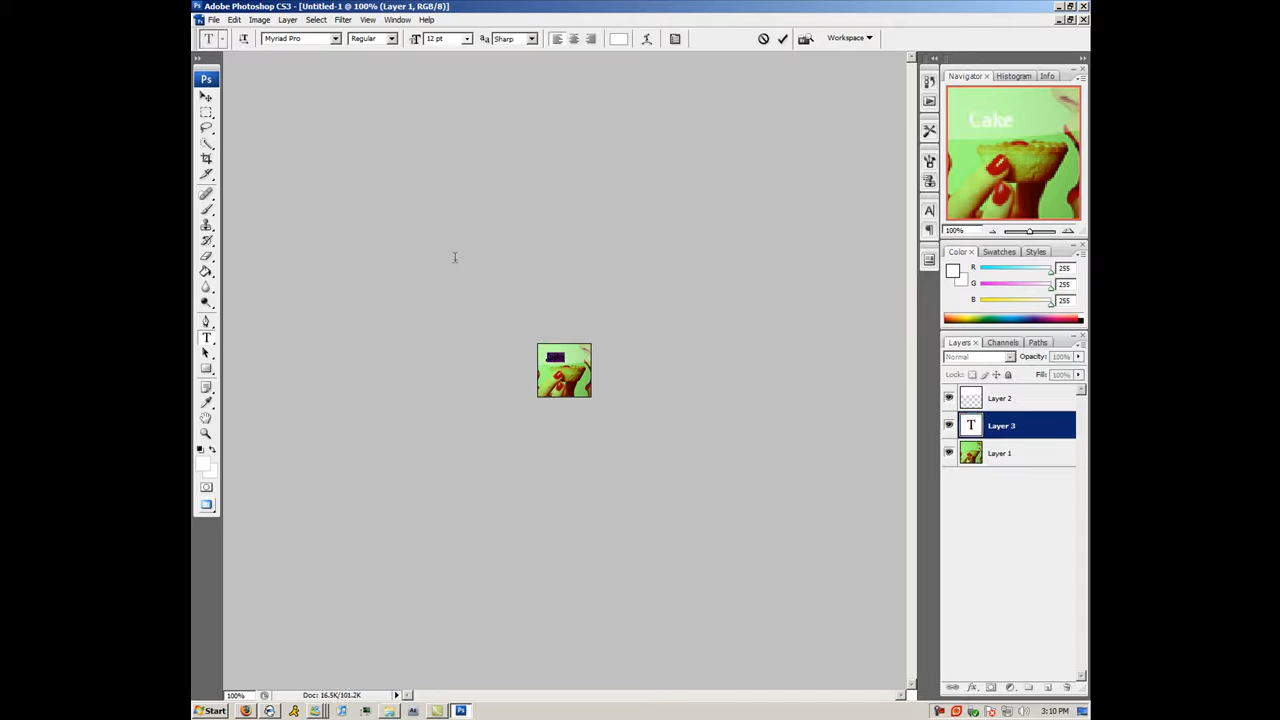 Adobe Photoshop CS3 - [Untitled-1 @ 100% (Layer 1, RGB/8)]
File Edit Image Layer Select Filter View Window Help
T Myriad Pro Regular 12 pt aa Sharp Workspace
Ps
Navigator Histogram Info
Cake
100%
Color Swatches Styles
R 255
G 255
B 255
Layers Channels Paths
Normal Opacity: 100%
Lock: Fill: 100%
Layer 2
T Layer 3
Layer 1
100% Doc: 16.5K/101.2K
Start 3:10 PM